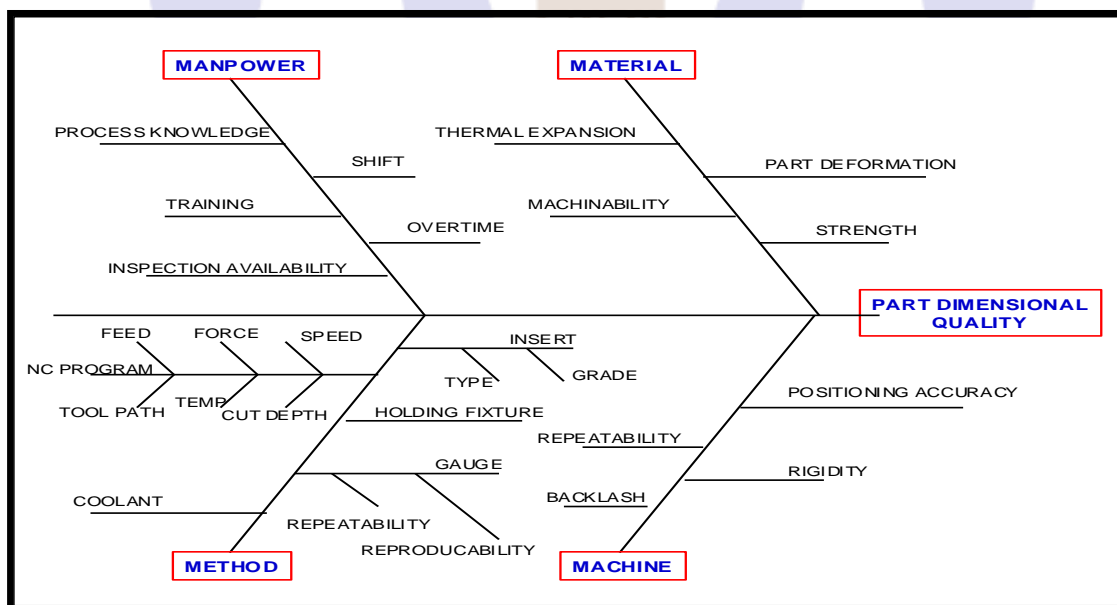 MANPOWER
MATERIAL
PROCESS KNOWLEDGE
THERMAL EXPANSION
SHIFT
PART DEFORMATION
TRAINING
MACHINABILITY
OVERTIME
STRENGTH
INSPECTION AVAILABILITY
PART DIMENSIONAL
QUALITY
FEED
FORCE
SPEED
INSERT
NC PROGRAM
TYPE
GRADE
TOOL PATH
TEMP
CUT DEPTH
HOLDING FIXTURE
POSITIONING ACCURACY
REPEATABILITY
GAUGE
RIGIDITY
COOLANT
BACKLASH
REPEATABILITY
REPRODUCABILITY
METHOD
MACHINE